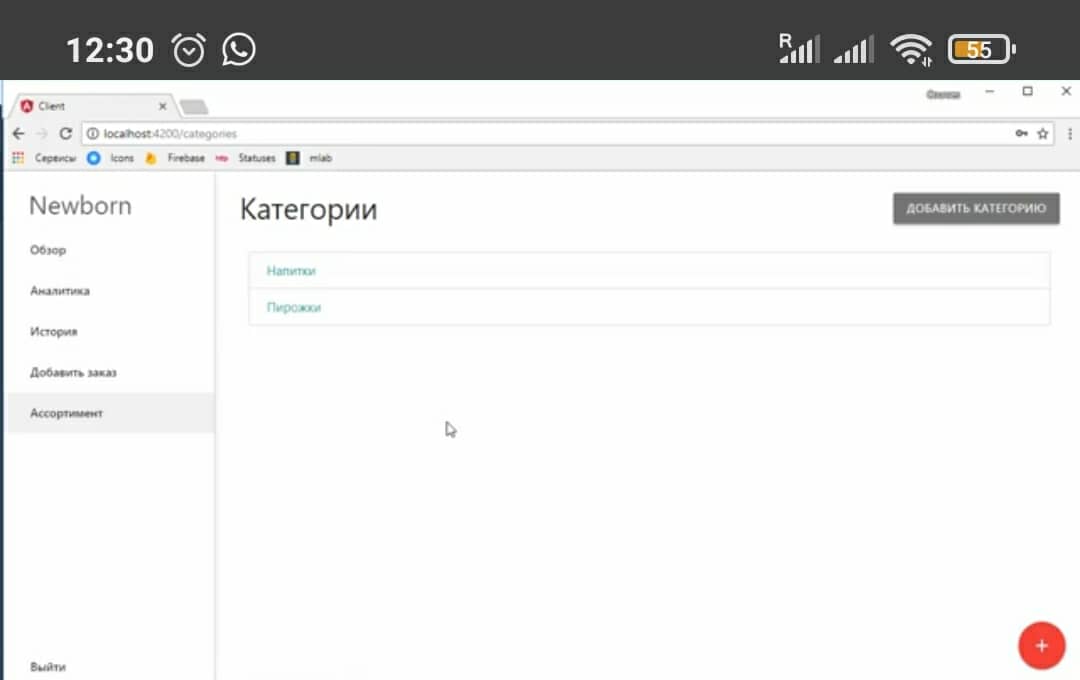 12:30 R 55
Client
localhost:4200/categories
Сервисы Icons Firebase Statuses mlab
Newborn
Категории
ДОБАВИТЬ КАТЕГОРИЮ
Обзор
Напитки
Аналитика
Пирожки
История
Добавить заказ
Ассортимент
+
Выйти